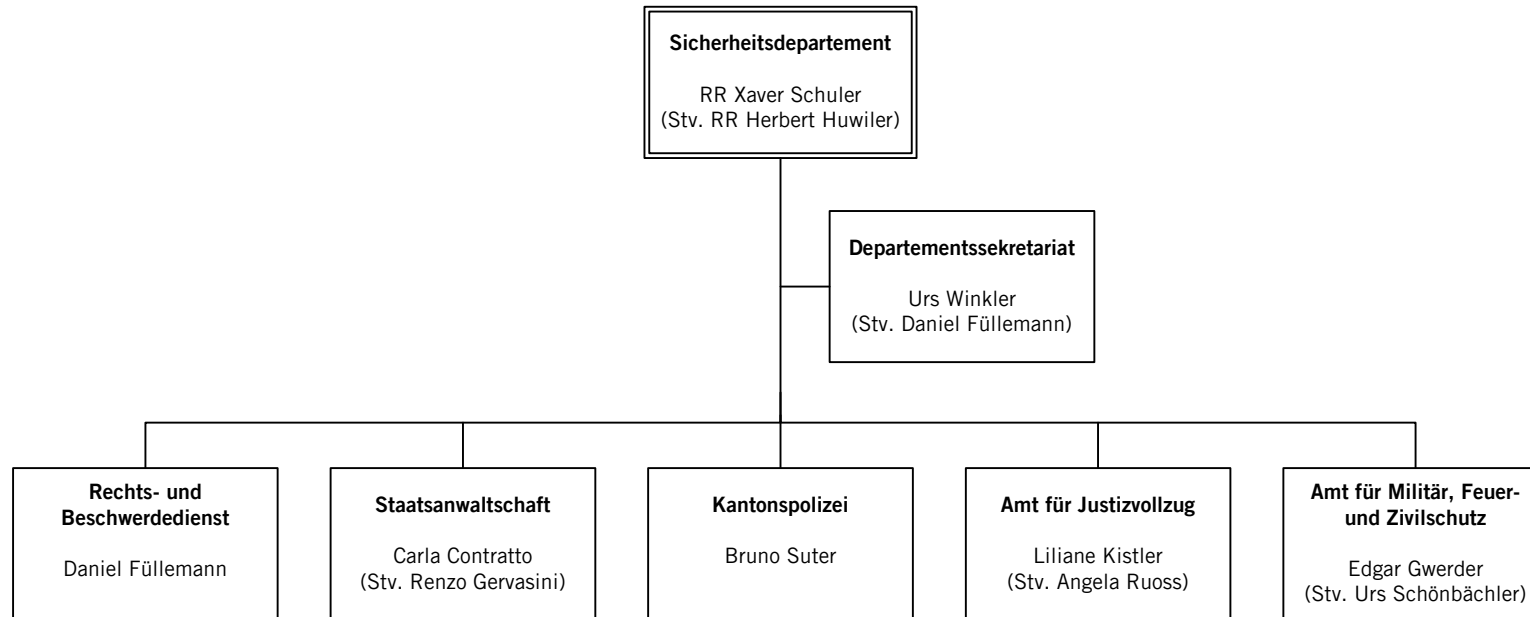 Sicherheitsdepartement
RR Xaver Schuler
(Stv. RR Herbert Huwiler)
Departementssekretariat
Urs Winkler
(Stv. Daniel Füllemann)
Rechts- und
Beschwerdedienst
Daniel Füllemann
Staatsanwaltschaft
Carla Contratto
(Stv. Renzo Gervasini)
Kantonspolizei
Bruno Suter
Amt für Justizvollzug
Liliane Kistler
(Stv. Angela Ruoss)
Amt für Militär, Feuer-
und Zivilschutz
Edgar Gwerder
(Stv. Urs Schönbächler)